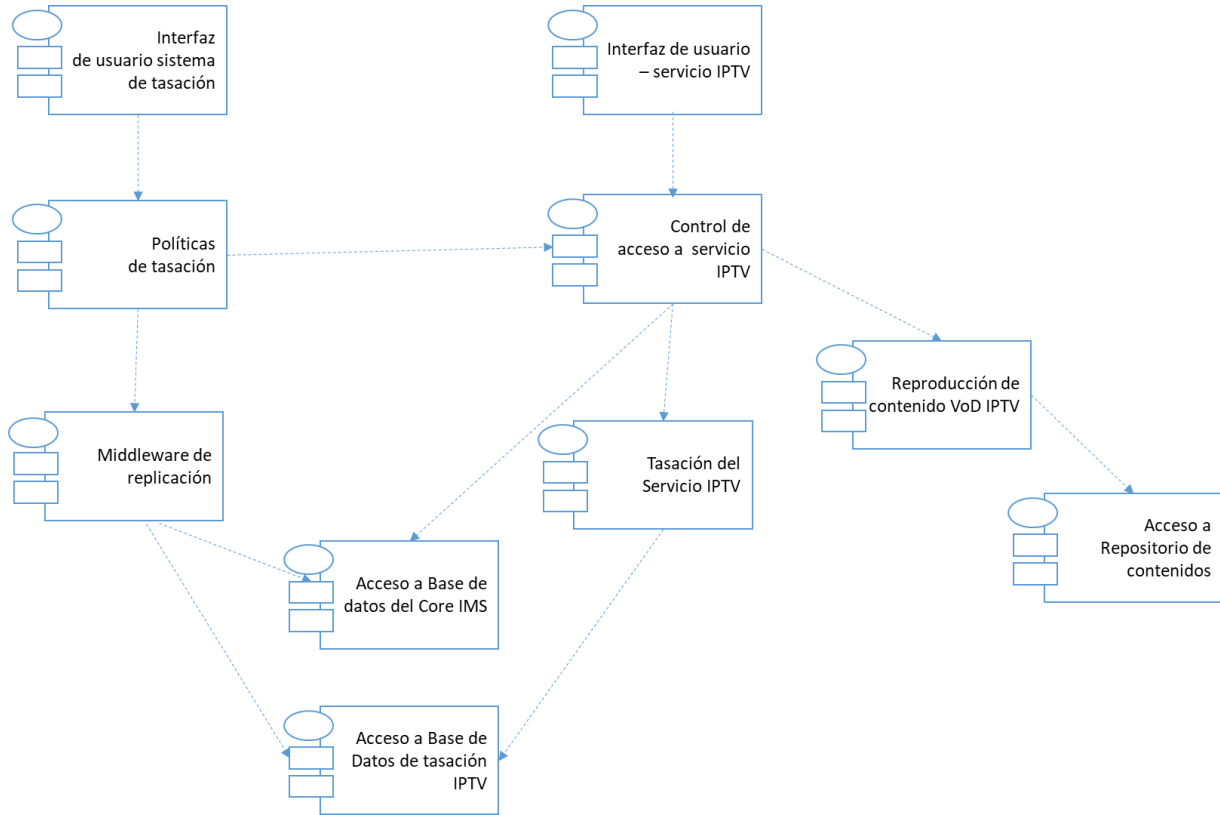 Interfaz
de usuario sistema
de tasación
Interfaz de usuario
– servicio IPTV
Políticas
de tasación
Control de
acceso a servicio
IPTV
Reproducción de
contenido VoD IPTV
Middleware de
replicación
Tasación del
Servicio IPTV
Acceso a
Repositorio de
contenidos
Acceso a Base de
datos del Core IMS
Acceso a Base de
Datos de tasación
IPTV